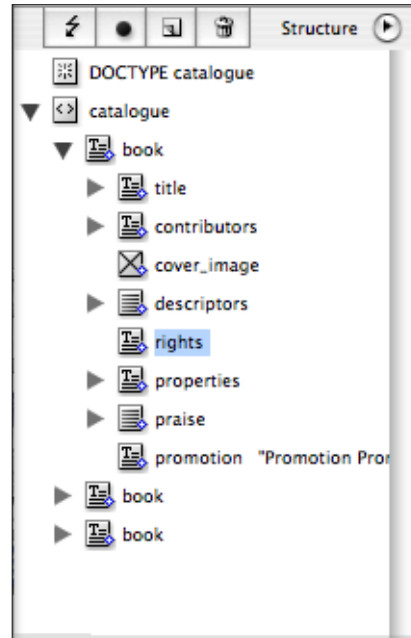 Structure
DOCTYPE catalogue
catalogue
book
title
contributors
cover_image
descriptors
rights
properties
praise
promotion "Promotion Pro
book
book